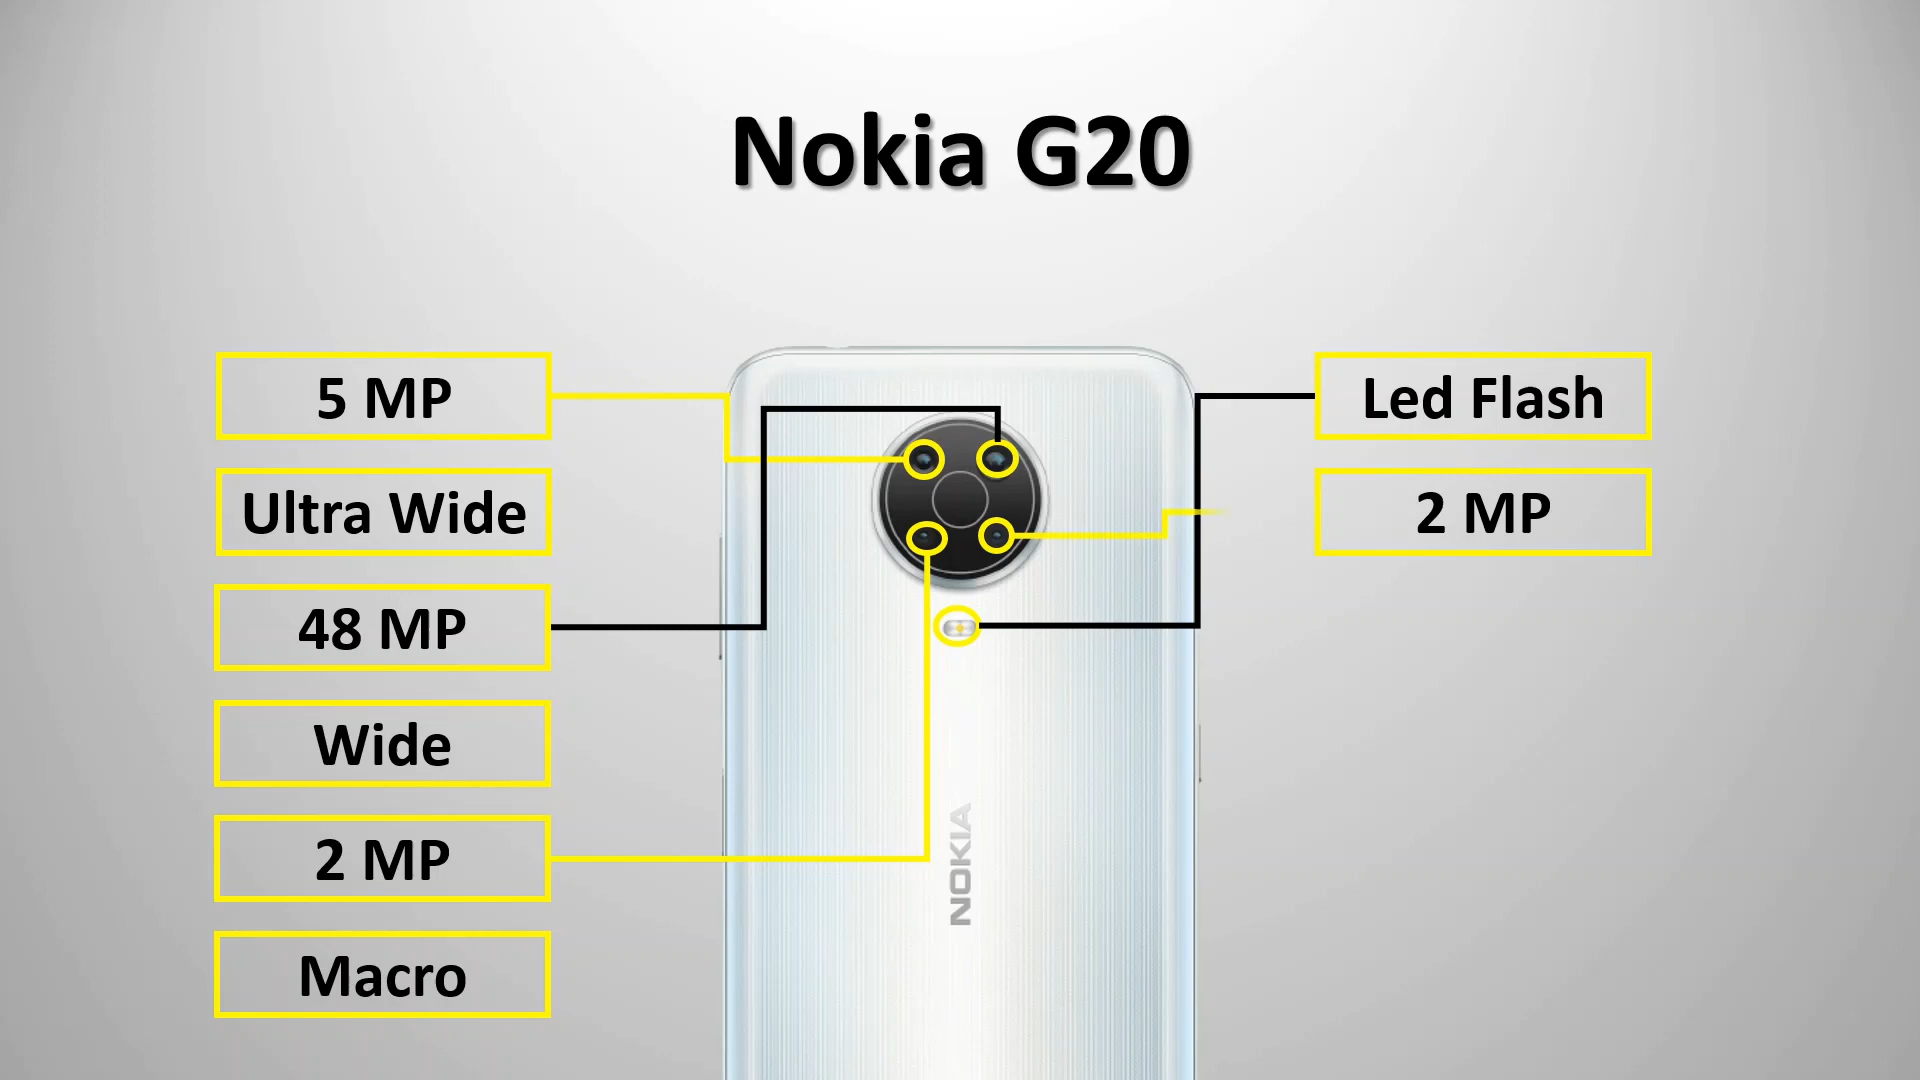 Nokia G20
5 MP
Ultra Wide
48 MP
Wide
2 MP
Macro
Led Flash
2 MP
NOKIA